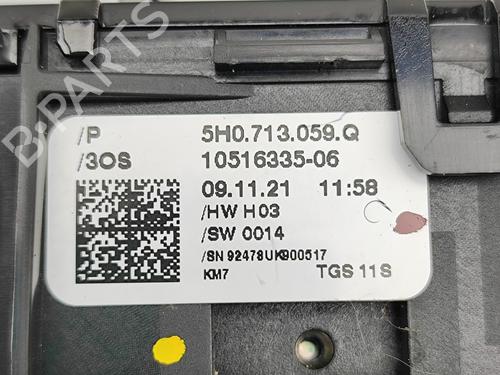 B-PARTS
/P 5H0.713.059.Q
/3OS 10516335-06
09.11.21 11:58
/HW H03
/SW 0014
/SN 92478UK900517
KM7 TGS 11S